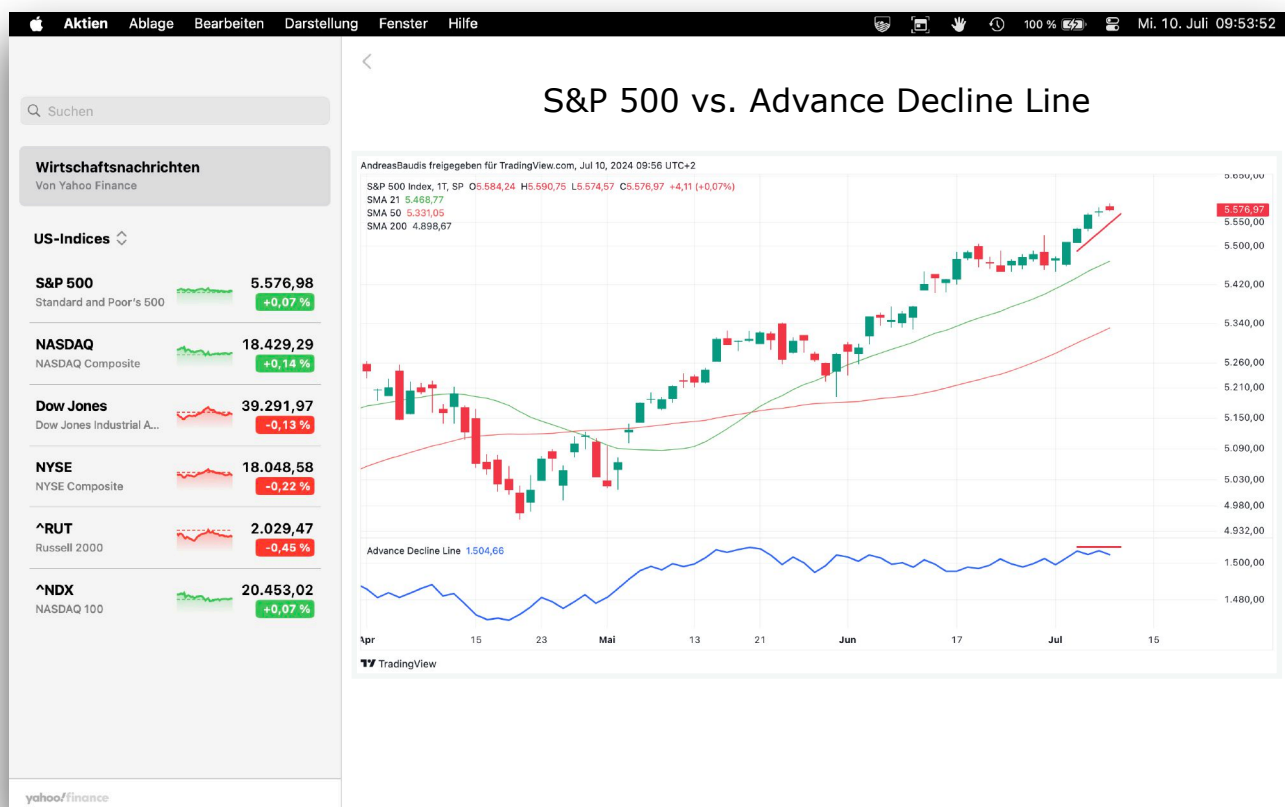 Aktien Ablage Bearbeiten Darstellung Fenster Hilfe 100 % Mi. 10. Juli 09:53:52
Suchen
Wirtschaftsnachrichten
Von Yahoo Finance
US-Indices
S&P 500 5.576,98
Standard and Poor's 500 +0,07 %
NASDAQ 18.429,29
NASDAQ Composite +0,14 %
Dow Jones 39.291,97
Dow Jones Industrial A... -0,13 %
NYSE 18.048,58
NYSE Composite -0,22 %
^RUT 2.029,47
Russell 2000 -0,45 %
^NDX 20.453,02
NASDAQ 100 +0,07 %
yahoo!finance
S&P 500 vs. Advance Decline Line
AndreasBaudis freigegeben für TradingView.com, Jul 10, 2024 09:56 UTC+2
S&P 500 Index, 1T, SP O5.584,24 H5.590,75 L5.574,57 C5.576,97 +4,11 (+0,07%)
SMA 21 5.468,77
SMA 50 5.331,05
SMA 200 4.898,67
5.650,00
5.576,97
5.550,00
5.500,00
5.420,00
5.340,00
5.260,00
5.210,00
5.150,00
5.090,00
5.030,00
4.980,00
4.932,00
Advance Decline Line 1.504,66
1.500,00
1.480,00
Apr 15 23 Mai 13 21 Jun 17 Jul 15
TradingView